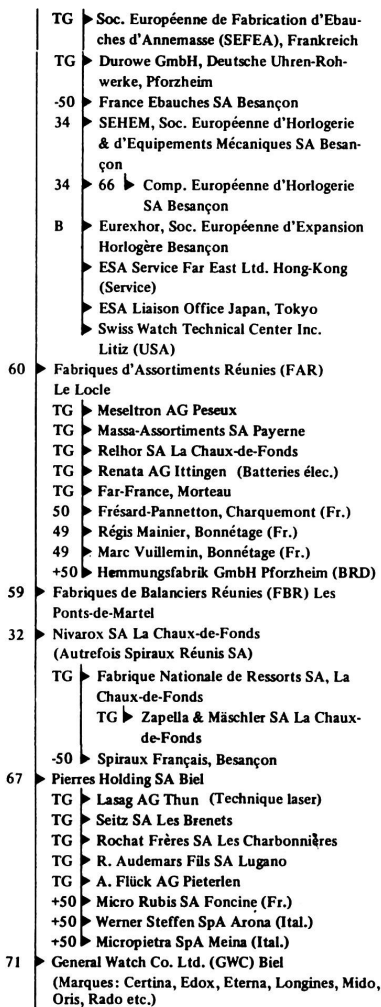 TG Soc. Européenne de Fabrication d'Ebau-
ches d'Annemasse (SEFEA), Frankreich
TG Durowe GmbH, Deutsche Uhren-Roh-
werke, Pforzheim
-50 France Ebauches SA Besançon
34 SEHEM, Soc. Européenne d'Horlogerie
& d'Equipements Mécaniques SA Besan-
çon
34 66 Comp. Européenne d'Horlogerie
SA Besançon
B Eurexhor, Soc. Européenne d'Expansion
Horlogère Besançon
ESA Service Far East Ltd. Hong-Kong
(Service)
ESA Liaison Office Japan, Tokyo
Swiss Watch Technical Center Inc.
Litiz (USA)
60 Fabriques d'Assortiments Réunies (FAR)
Le Locle
TG Meseltron AG Peseux
TG Massa-Assortiments SA Payerne
TG Relhor SA La Chaux-de-Fonds
TG Renata AG Ittingen (Batteries élec.)
TG Far-France, Morteau
50 Frésard-Pannetton, Charquemont (Fr.)
49 Régis Mainier, Bonnétage (Fr.)
49 Marc Vuillemin, Bonnétage (Fr.)
+50 Hemmungsfabrik GmbH Pforzheim (BRD)
59 Fabriques de Balanciers Réunies (FBR) Les
Ponts-de-Martel
32 Nivarox SA La Chaux-de-Fonds
(Autrefois Spiraux Réunis SA)
TG Fabrique Nationale de Ressorts SA, La
Chaux-de-Fonds
TG Zapella & Mäschler SA La Chaux-
de-Fonds
-50 Spiraux Français, Besançon
67 Pierres Holding SA Biel
TG Lasag AG Thun (Technique laser)
TG Seitz SA Les Brenets
TG Rochat Frères SA Les Charbonnières
TG R. Audemars Fils SA Lugano
TG A. Flück AG Pieterlen
+50 Micro Rubis SA Foncine (Fr.)
+50 Werner Steffen SpA Arona (Ital.)
+50 Micropietra SpA Meina (Ital.)
71 General Watch Co. Ltd. (GWC) Biel
(Marques: Certina, Edox, Eterna, Longines, Mido,
Oris, Rado etc.)